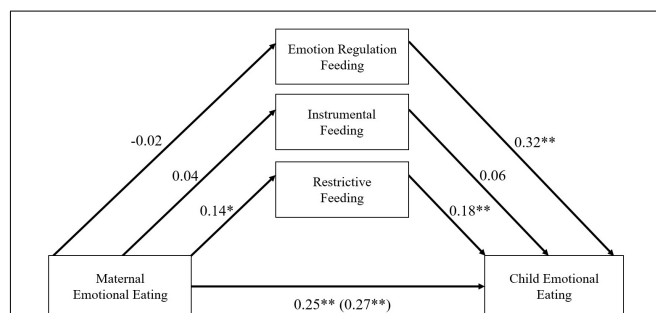 Emotion Regulation
Feeding
-0.02
0.32**
Instrumental
Feeding
0.04
0.06
Restrictive
Feeding
0.14*
0.18**
Maternal
Emotional Eating
Child Emotional
Eating
0.25** (0.27**)